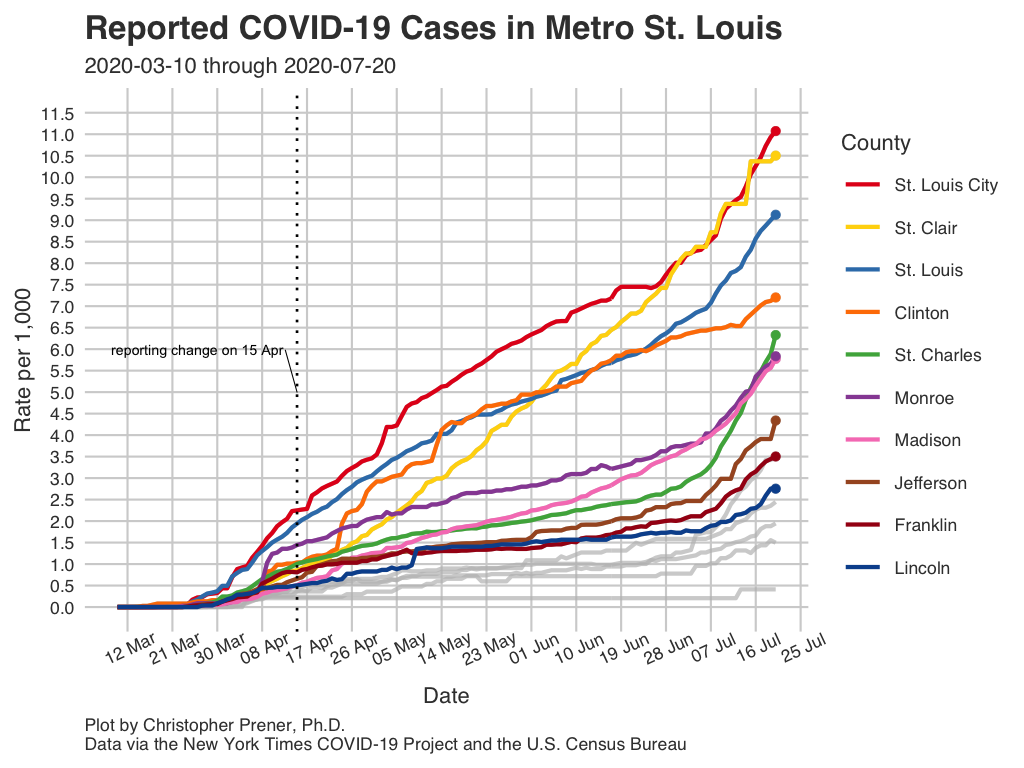 Reported COVID-19 Cases in Metro St. Louis
2020-03-10 through 2020-07-20
11.5
11.0
10.5
10.0
9.5
9.0
8.5
8.0
7.5
7.0
6.5
6.0
5.5
5.0
4.5
4.0
3.5
3.0
2.5
2.0
1.5
1.0
0.5
0.0
Rate per 1,000
reporting change on 15 Apr
12 Mar
21 Mar
30 Mar
08 Apr
17 Apr
26 Apr
05 May
14 May
23 May
01 Jun
10 Jun
19 Jun
28 Jun
07 Jul
16 Jul
25 Jul
Date
County
St. Louis City
St. Clair
St. Louis
Clinton
St. Charles
Monroe
Madison
Jefferson
Franklin
Lincoln
Plot by Christopher Prener, Ph.D.
Data via the New York Times COVID-19 Project and the U.S. Census Bureau